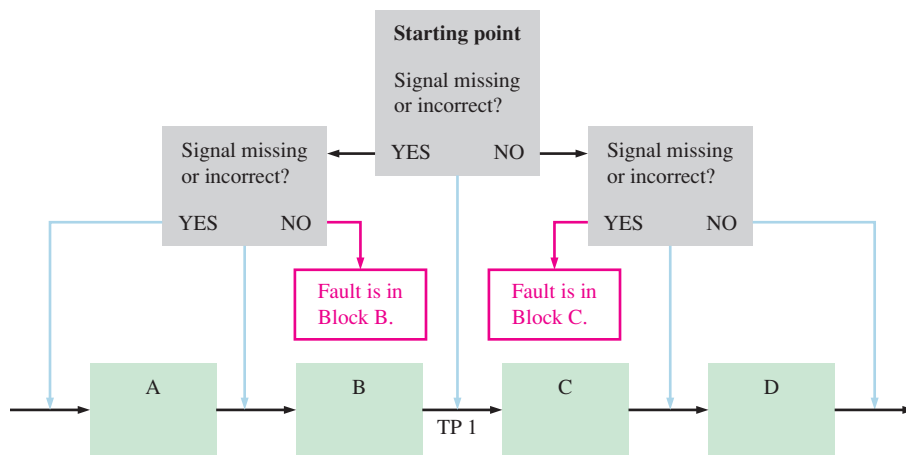 Starting point
Signal missing
or incorrect?
YES NO
Signal missing
or incorrect?
YES NO
Signal missing
or incorrect?
YES NO
Fault is in
Block B.
Fault is in
Block C.
A
B
C
D
TP 1